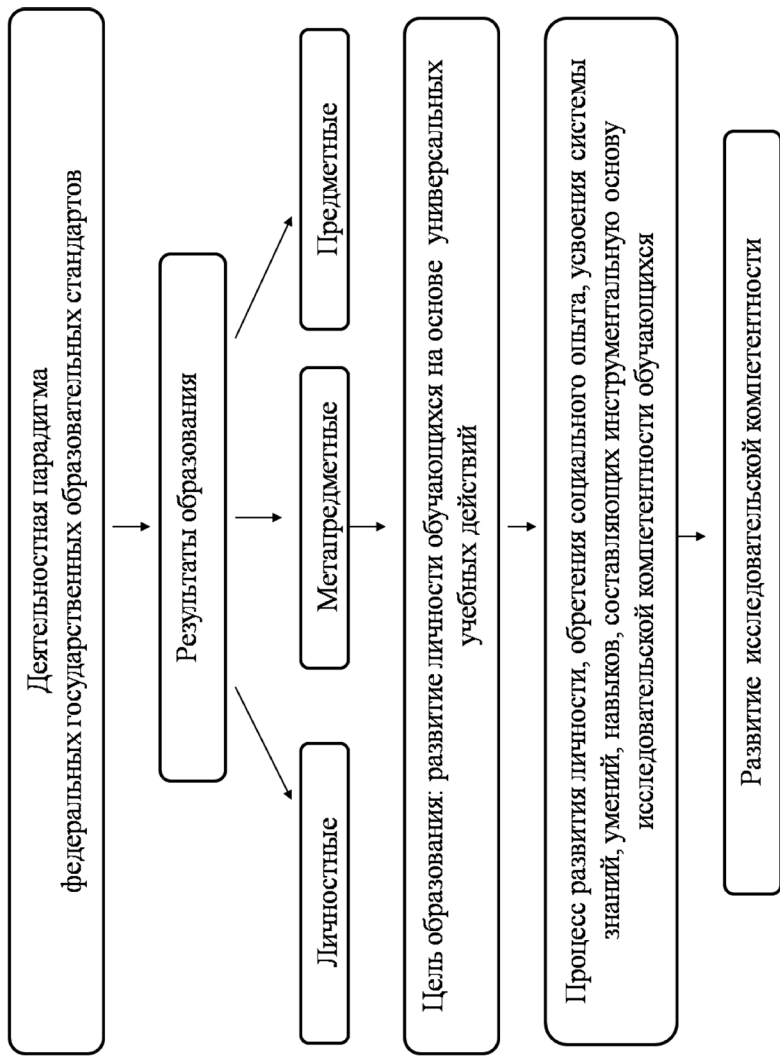 Деятельностная парадигма
федеральных государственных образовательных стандартов
Результаты образования
Личностные
Метапредметные
Предметные
Цель образования: развитие личности обучающихся на основе универсальных
учебных действий
Процесс развития личности, обретения социального опыта, усвоения системы
знаний, умений, навыков, составляющих инструментальную основу
исследовательской компетентности обучающихся
Развитие исследовательской компетентности